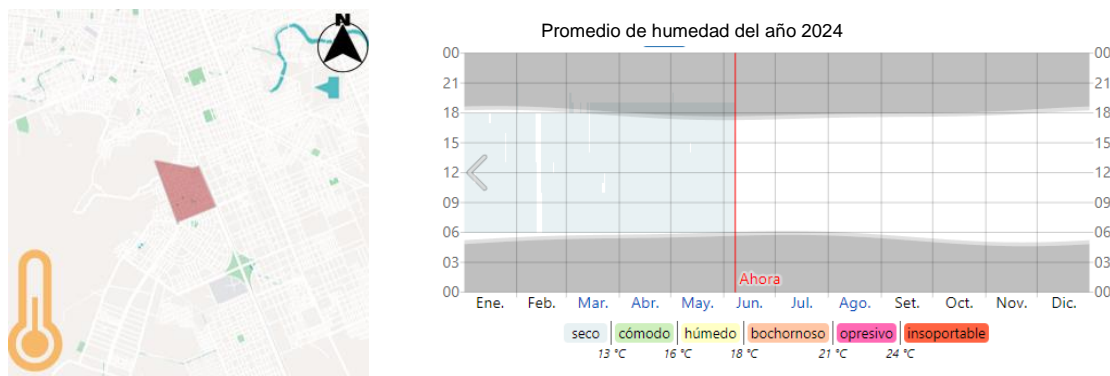 N
Promedio de humedad del año 2024
00 00
21 21
18 18
15 15
12 12
09 09
06 06
03 03
00 00
Ahora
Ene. Feb. Mar. Abr. May. Jun. Jul. Ago. Set. Oct. Nov. Dic.
seco cómodo húmedo bochornoso opresivo insoportable
13 °C 16 °C 18 °C 21 °C 24 °C